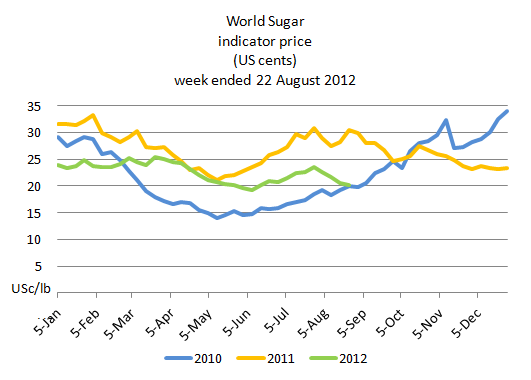 World Sugar
indicator price
(US cents)
week ended 22 August 2012
35
30
25
20
15
10
5
USc/lb
5-Jan
5-Feb
5-Mar
5-Apr
5-May
5-Jun
5-Jul
5-Aug
5-Sep
5-Oct
5-Nov
5-Dec
2010
2011
2012